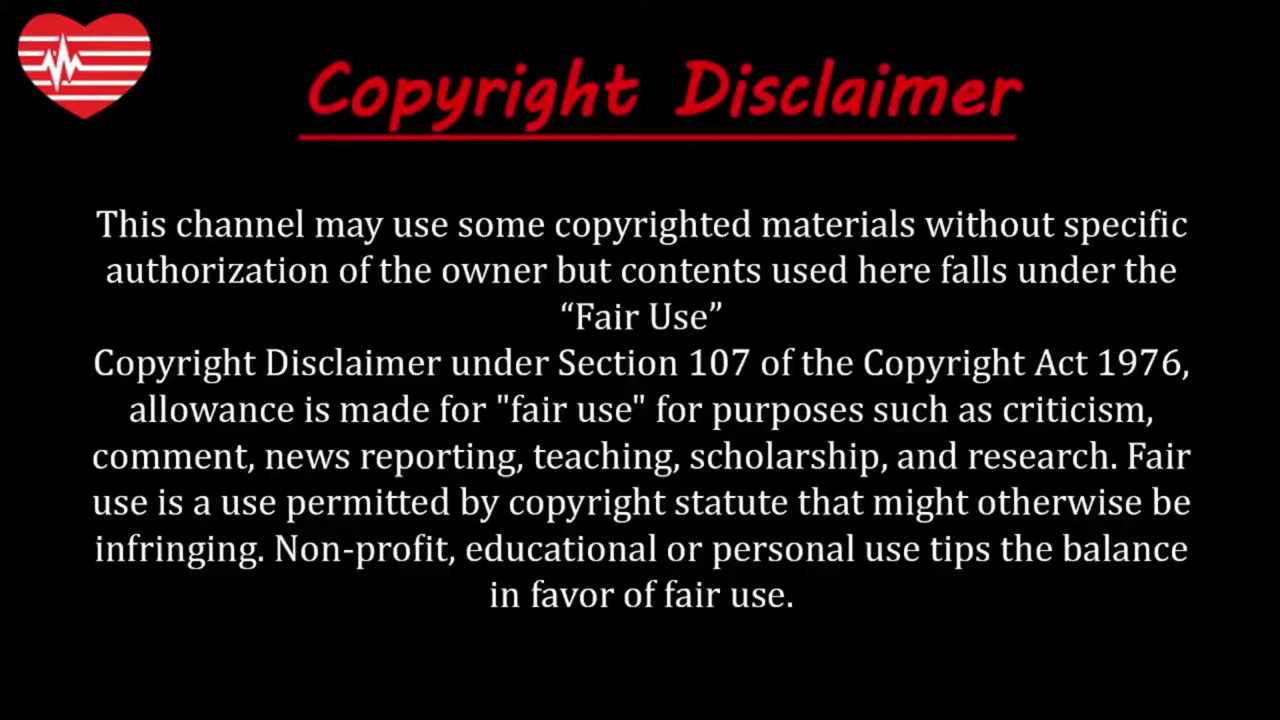 Copyright Disclaimer
This channel may use some copyrighted materials without specific
authorization of the owner but contents used here falls under the
“Fair Use”
Copyright Disclaimer under Section 107 of the Copyright Act 1976,
allowance is made for "fair use" for purposes such as criticism,
comment, news reporting, teaching, scholarship, and research. Fair
use is a use permitted by copyright statute that might otherwise be
infringing. Non-profit, educational or personal use tips the balance
in favor of fair use.